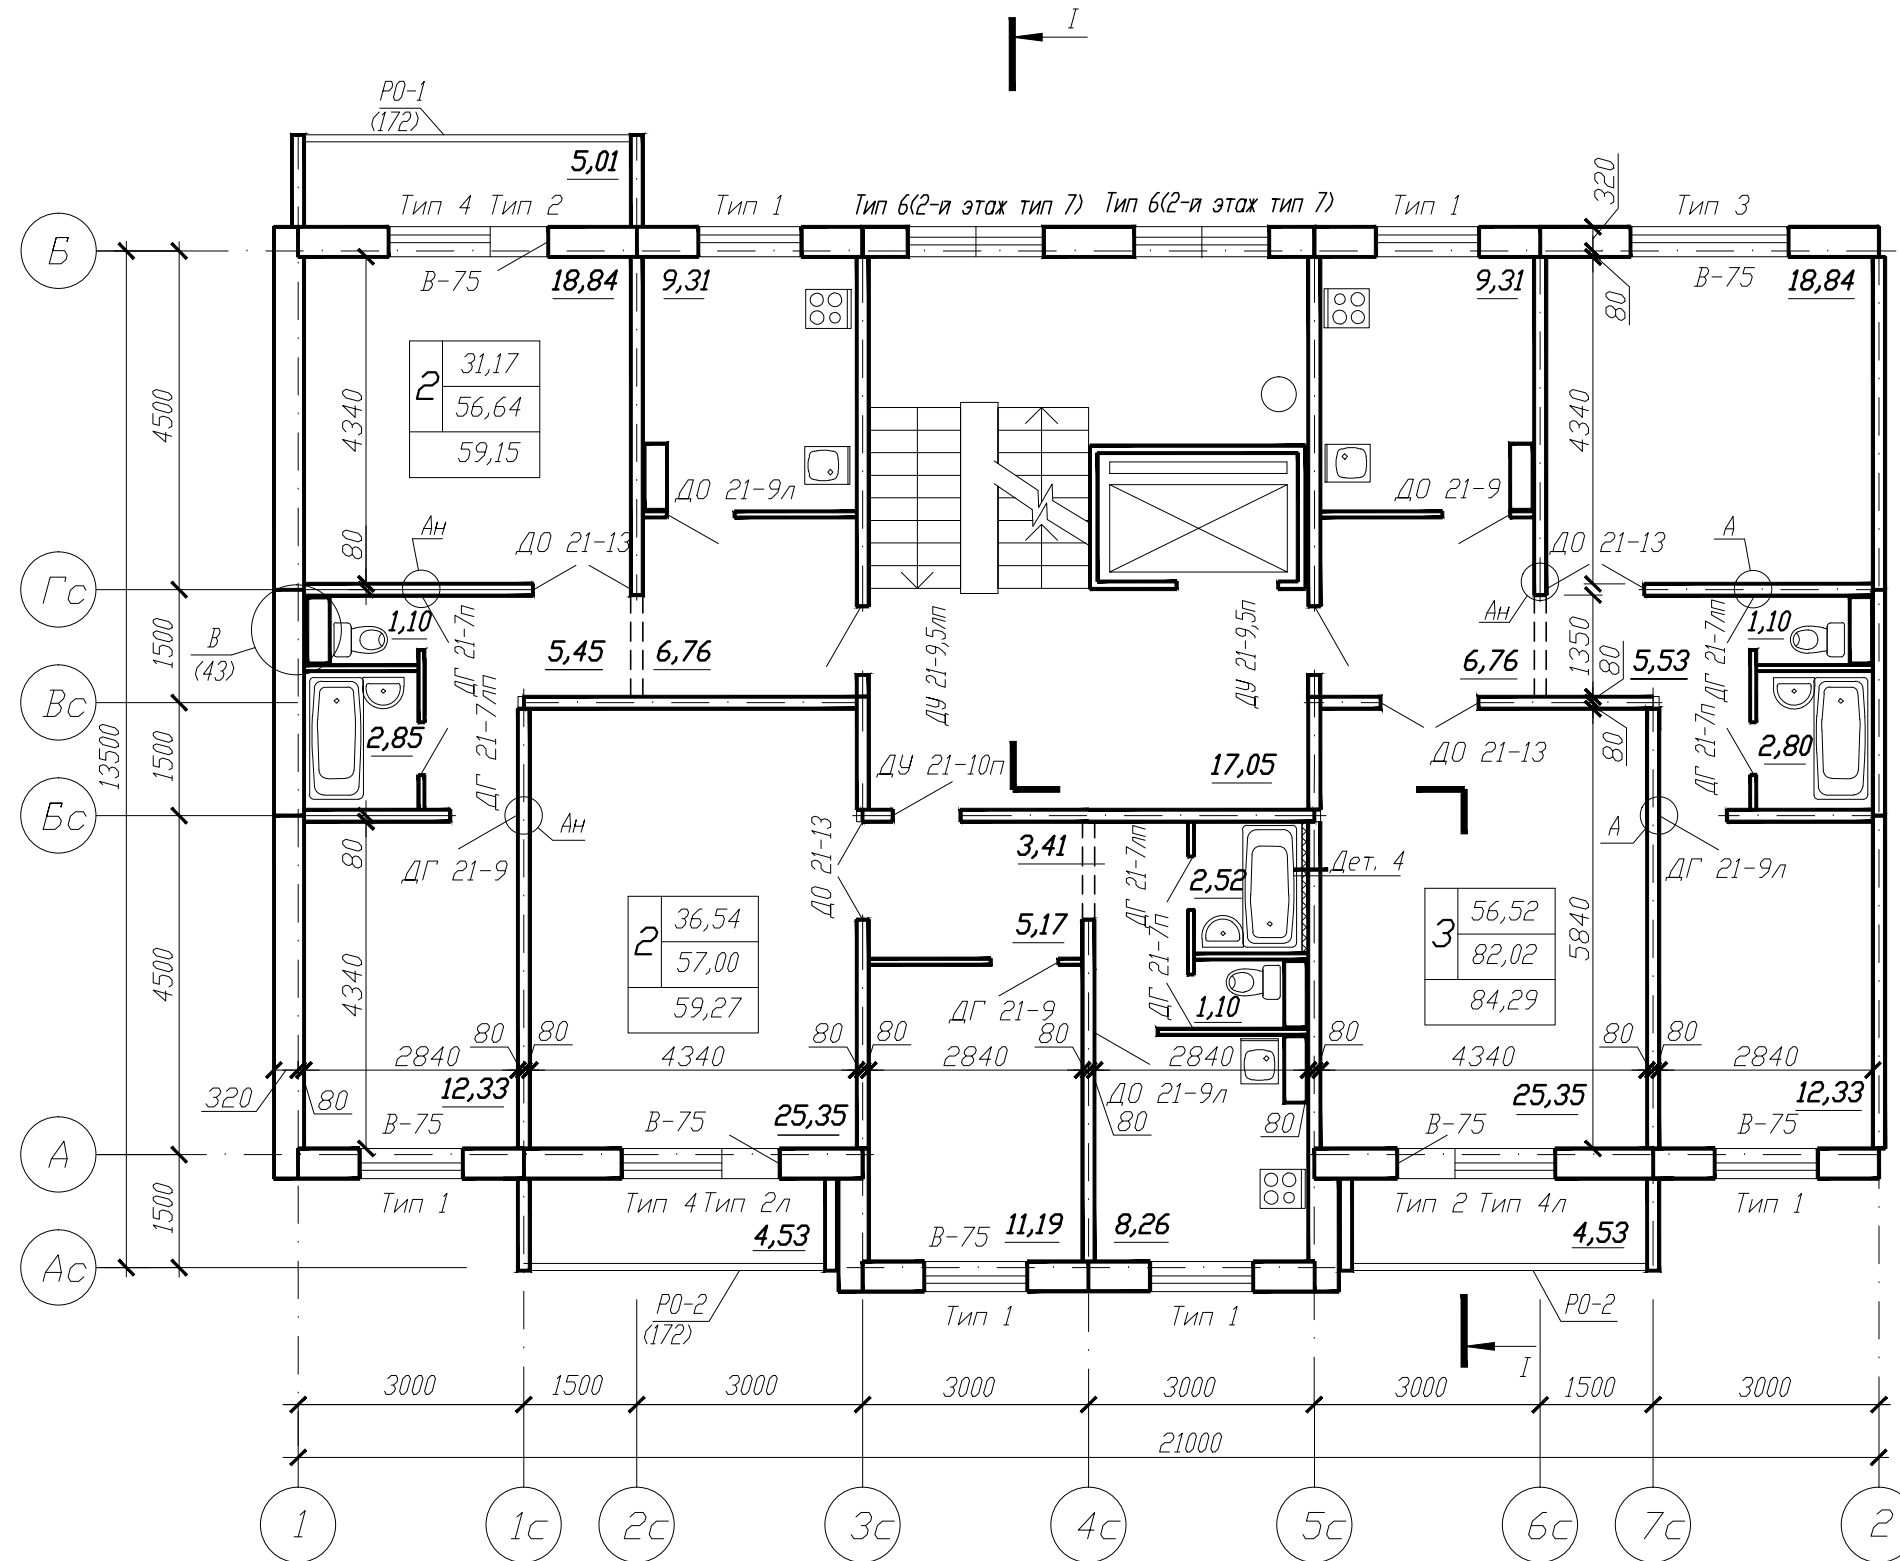 I
РО-1
(172)
5,01
320
Тип 4 Тип 2
Тип 1
Тип 6(2-й этаж тип 7)
Тип 6(2-й этаж тип 7)
Тип 1
Тип 3
Б
В-75
18,84
9,31
9,31
80
В-75
18,84
2
31,17
56,64
59,15
4500
4340
4340
ДО 21-9л
ДО 21-9
80
Ан
ДО 21-13
ДО 21-13
А
Гс
Ан
1,10
ДГ 21-7п
5,45
6,76
ДУ 21-9,5лп
ДУ 21-9,5п
6,76
1350
80
5,53
ДГ 21-7лп
1,10
В
(43)
1500
Вс
13500
1500
2,85
ДГ 21-7лп
ДУ 21-10п
17,05
ДО 21-13
80
ДГ 21-7п
2,80
Бс
80
ДГ 21-9
Ан
ДО 21-13
3,41
ДГ 21-7лп
2,52
Дет. 4
А
ДГ 21-9л
2
36,54
57,00
59,27
5,17
3
56,52
82,02
84,29
5840
4500
4340
ДГ 21-7п
ДГ 21-9
1,10
80
80
80
80
80
80
80
80
2840
4340
2840
2840
4340
2840
320
80
12,33
ДО 21-9л
80
80
25,35
12,33
В-75
В-75
25,35
В-75
В-75
А
1500
Тип 1
Тип 4 Тип 2л
4,53
В-75
11,19
8,26
Тип 2 Тип 4л
4,53
Тип 1
Ас
РО-2
(172)
Тип 1
Тип 1
РО-2
I
3000
1500
3000
3000
3000
3000
1500
3000
21000
1
1с
2с
3с
4с
5с
6с
7с
2